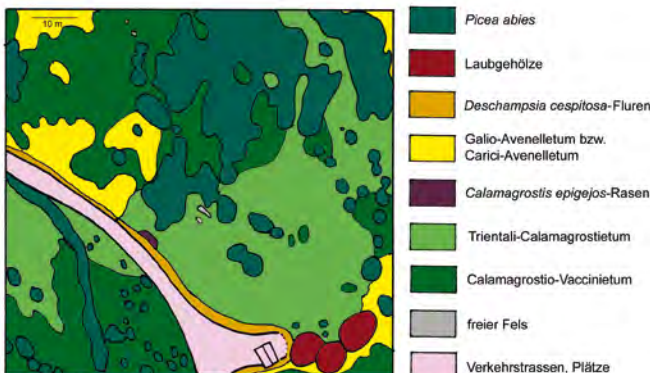 10 m
Picea abies
Laubgehölze
Deschampsia cespitosa-Fluren
Galio-Avenelletum bzw.
Carici-Avenelletum
Calamagrostis epigejos-Rasen
Trientali-Calamagrostietum
Calamagrostio-Vaccinietum
freier Fels
Verkehrstrassen, Plätze